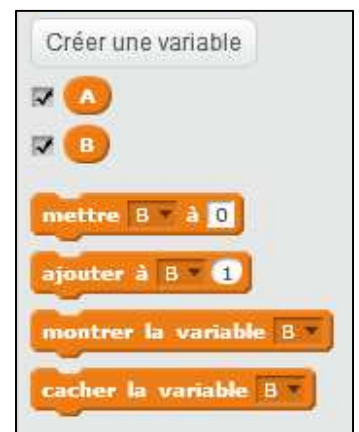 Créer une variable
A
B
mettre B à 0
ajouter à B 1
montrer la variable B
cacher la variable B